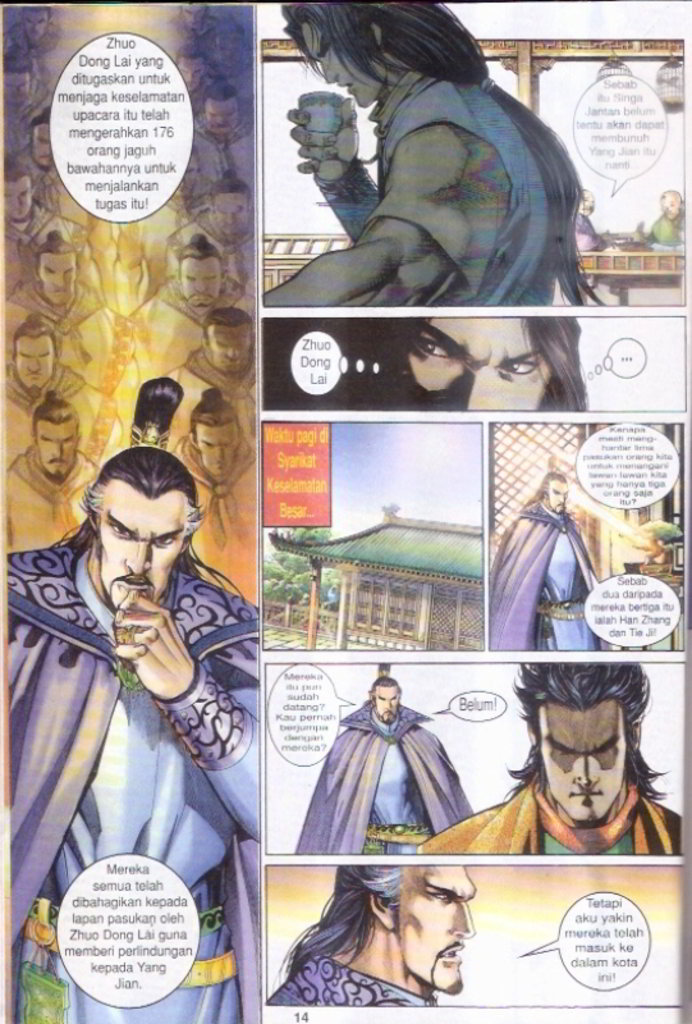 Zhuo
Dong Lai yang
ditugaskan untuk
menjaga keselamatan
upacara itu telah
mengerahkan 176
orang jaguh
bawahannya untuk
menjalankan
tugas itu!
Mereka
semua telah
dibahagikan kepada
lapan pasukan oleh
Zhuo Dong Lai guna
memberi perlindungan
kepada Yang
Jian.
Sebab
itu Singa
Jantan belum
tentu akan dapat
membunuh
Yang Jian itu
nanti.
Zhuo
Dong
Lai
...
Waktu pagi di
Syarikat
Keselamatan
Besar...
Kenapa
mesti meng-
hantar 176
pasukan orang kita
untuk menangani
lawan-lawan kita
yang hanya tiga
orang saja
itu?
Sebab
dua daripada
mereka bertiga itu
ialah Han Zhang
dan Tie Ji!
Mereka
itu pun
sudah
datang?
Kau pernah
berjumpa
dengan
mereka?
Belum!
Tetapi
aku yakin
mereka telah
masuk ke
dalam kota
ini!
14